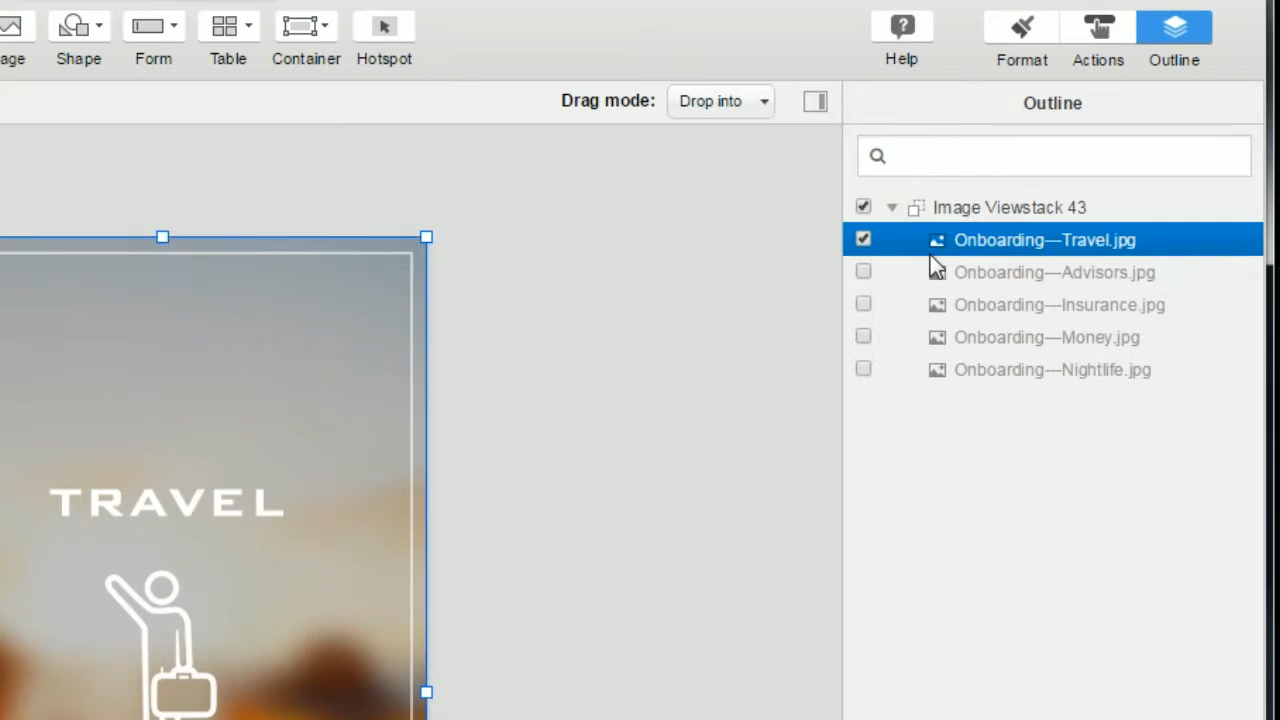 age Shape Form Table Container Hotspot Help Format Actions Outline
Drag mode: Drop into
Outline
Image Viewstack 43
Onboarding—Travel.jpg
Onboarding—Advisors.jpg
Onboarding—Insurance.jpg
Onboarding—Money.jpg
Onboarding—Nightlife.jpg
TRAVEL